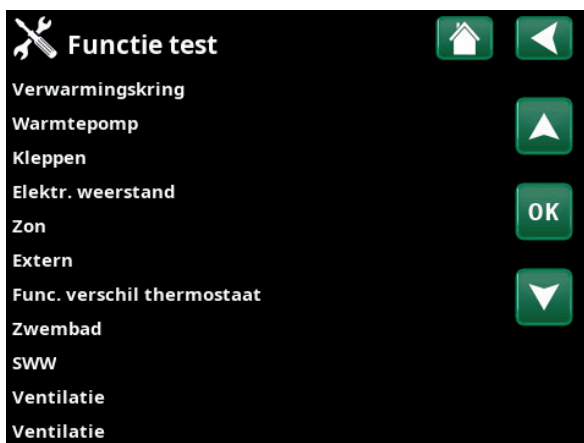 Functie test
Verwarmingskring
Warmtepomp
Kleppen
Elektr. weerstand
Zon
OK
Extern
Func. verschil thermostaat
Zwembad
SWW
Ventilatie
Ventilatie